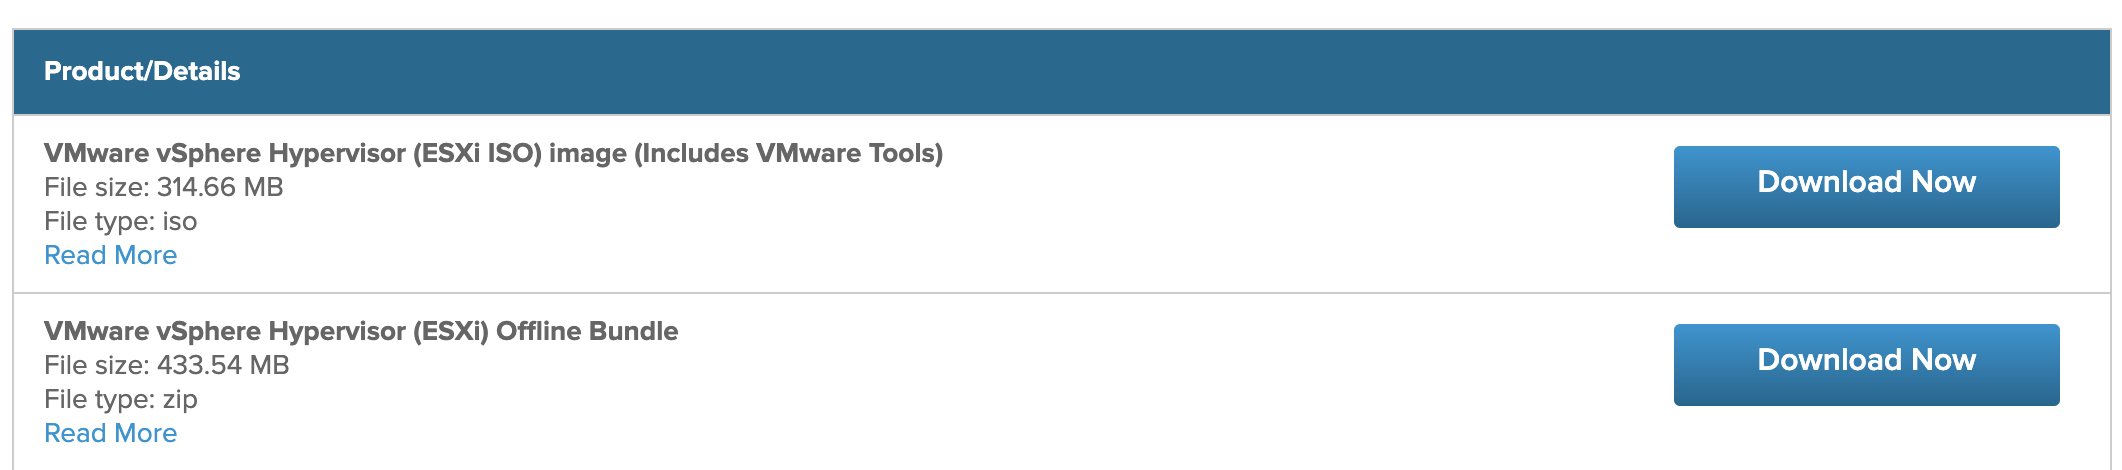 Product/Details
VMware vSphere Hypervisor (ESXi ISO) image (Includes VMware Tools)
File size: 314.66 MB
File type: iso
Read More
Download Now
VMware vSphere Hypervisor (ESXi) Offline Bundle
File size: 433.54 MB
File type: zip
Read More
Download Now